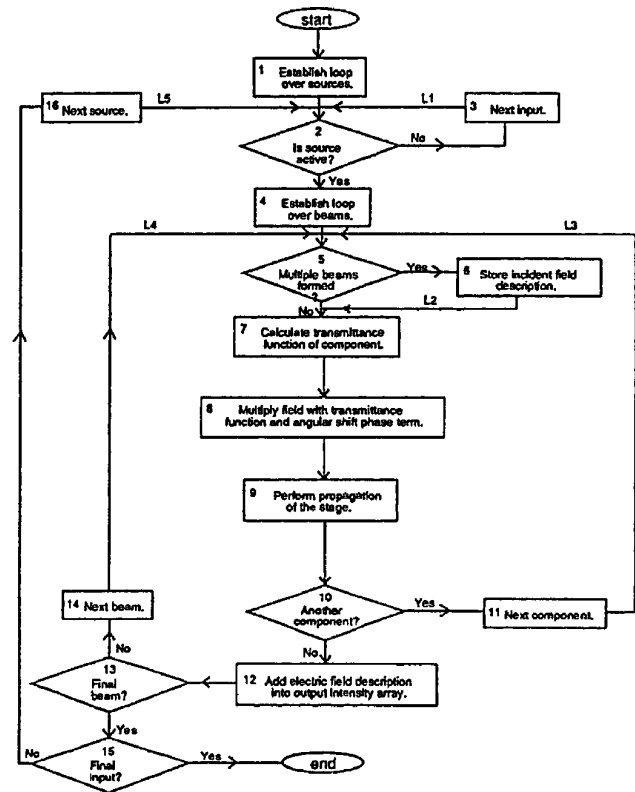 start
1 Establish loop
over sources.
16 Next source.
L5
L1
3 Next input.
2
Is source
active?
No
Yes
4 Establish loop
over beams.
L4
L3
5
Multiple beams
formed
?
Yes
6 Store incident field
description.
No
L2
7 Calculate transmittance
function of component.
8 Multiply field with transmittance
function and angular shift phase term.
9 Perform propagation
of the stage.
10
Another
component?
Yes
11 Next component.
14 Next beam.
No
No
12 Add electric field description
into output intensity array.
13
Final
beam?
Yes
No
15
Final
input?
Yes
end